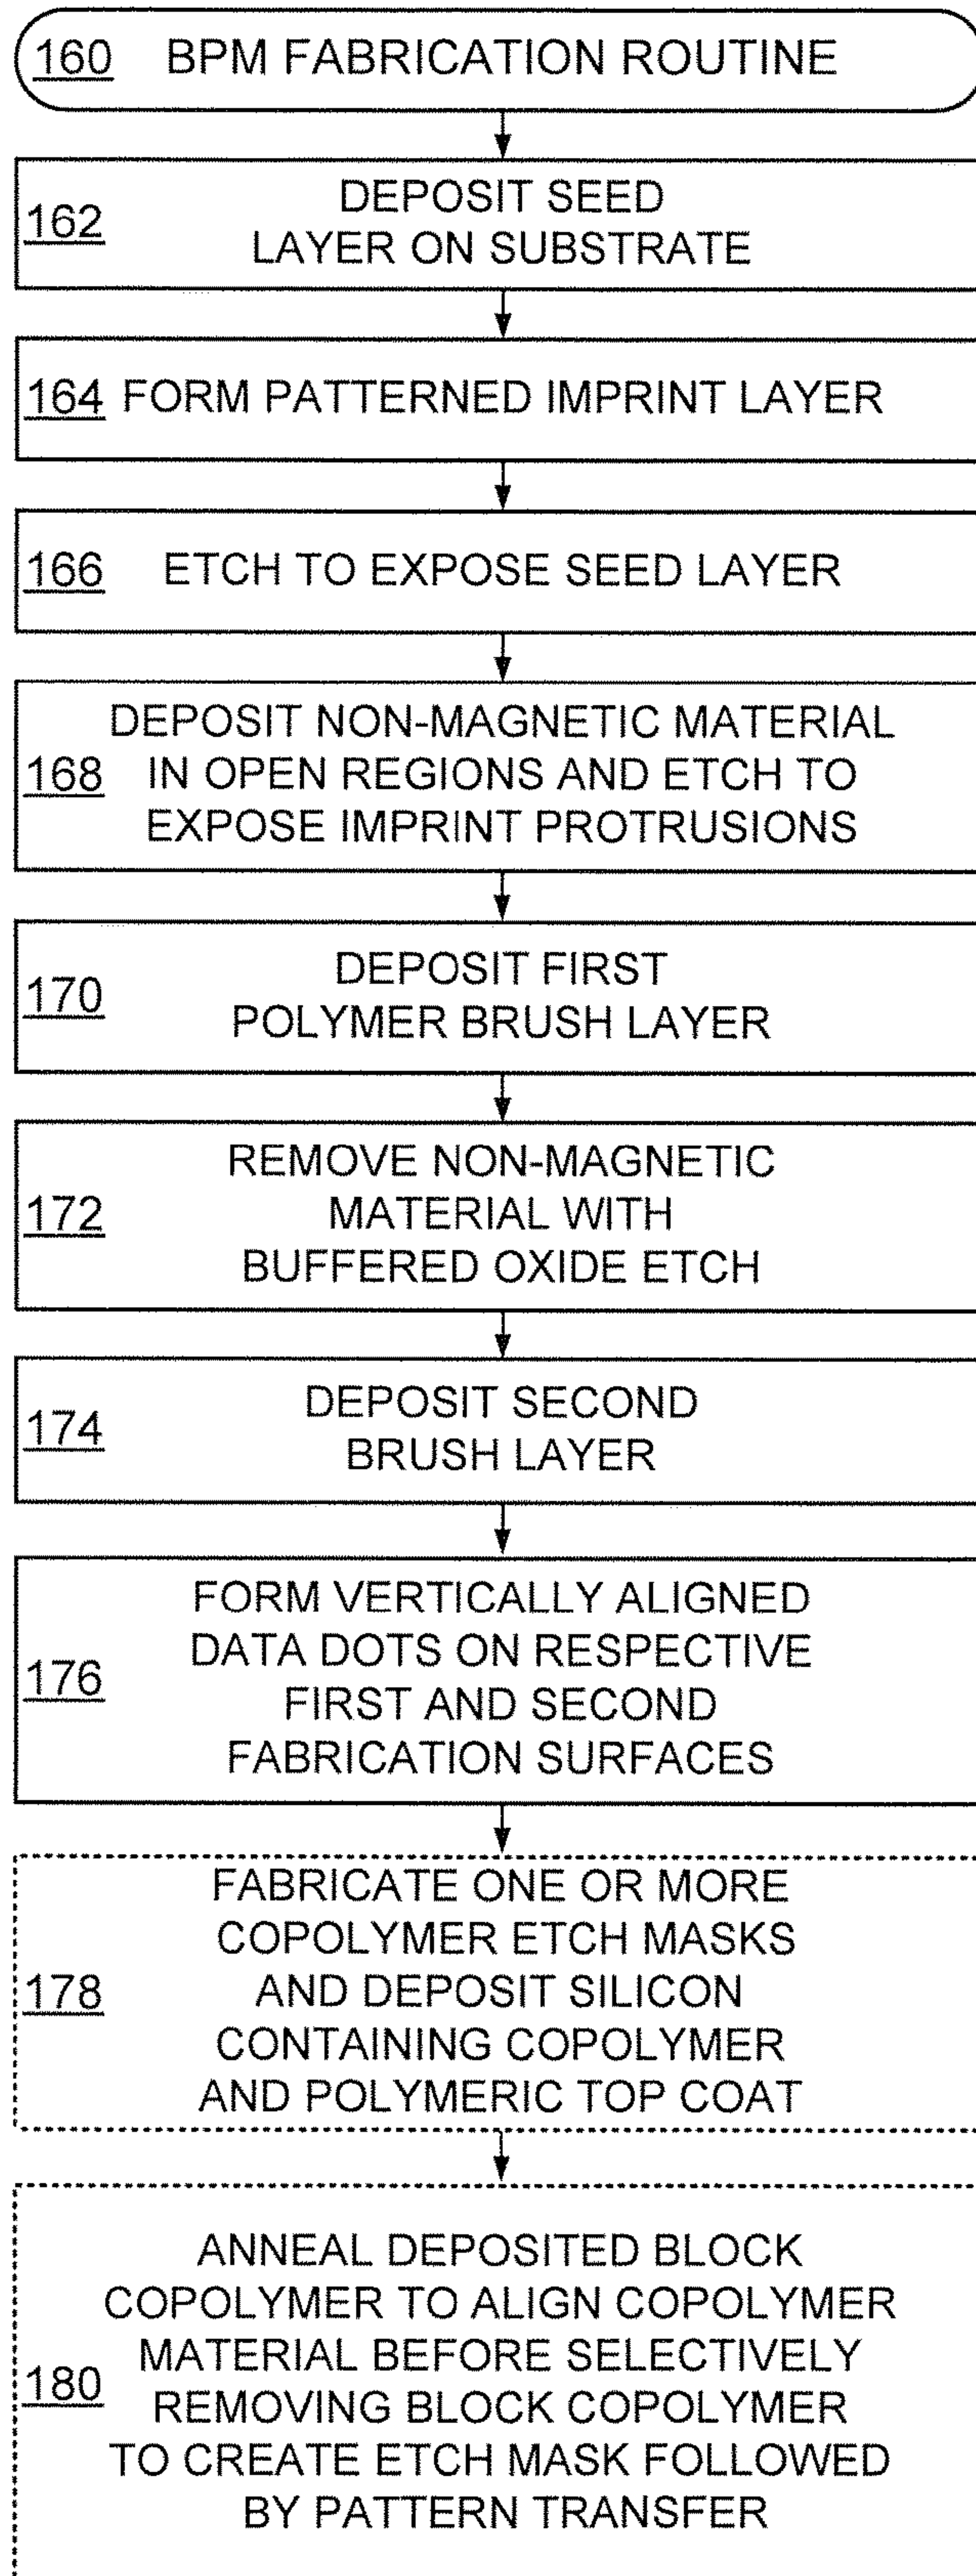 160 BPM FABRICATION ROUTINE
162
DEPOSIT SEED
LAYER ON SUBSTRATE
164 FORM PATTERNED IMPRINT LAYER
166 ETCH TO EXPOSE SEED LAYER
168
DEPOSIT NON-MAGNETIC MATERIAL
IN OPEN REGIONS AND ETCH TO
EXPOSE IMPRINT PROTRUSIONS
170
DEPOSIT FIRST
POLYMER BRUSH LAYER
172
REMOVE NON-MAGNETIC
MATERIAL WITH
BUFFERED OXIDE ETCH
174
DEPOSIT SECOND
BRUSH LAYER
176
FORM VERTICALLY ALIGNED
DATA DOTS ON RESPECTIVE
FIRST AND SECOND
FABRICATION SURFACES
178
FABRICATE ONE OR MORE
COPOLYMER ETCH MASKS
AND DEPOSIT SILICON
CONTAINING COPOLYMER
AND POLYMERIC TOP COAT
180
ANNEAL DEPOSITED BLOCK
COPOLYMER TO ALIGN COPOLYMER
MATERIAL BEFORE SELECTIVELY
REMOVING BLOCK COPOLYMER
TO CREATE ETCH MASK FOLLOWED
BY PATTERN TRANSFER